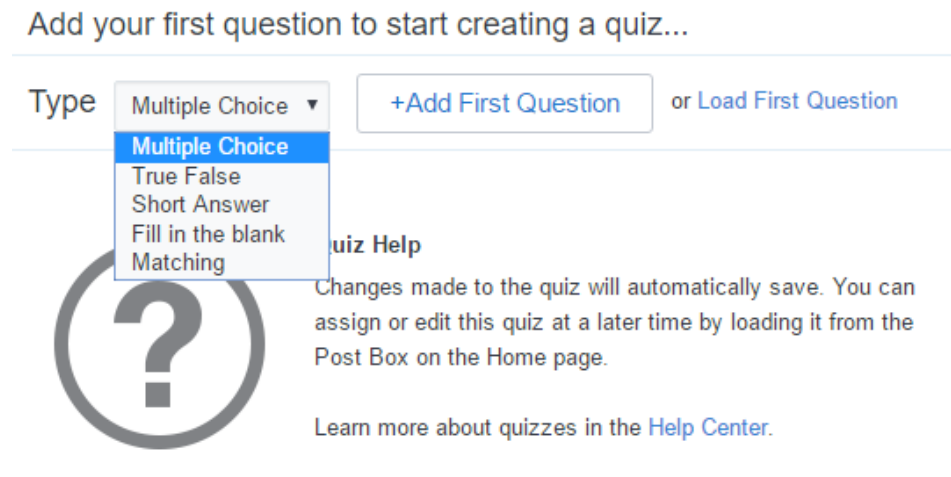 Add your first question to start creating a quiz...
Type Multiple Choice ▼ +Add First Question or Load First Question
Multiple Choice
True False
Short Answer
Fill in the blank
Matching
uiz Help
Changes made to the quiz will automatically save. You can
assign or edit this quiz at a later time by loading it from the
Post Box on the Home page.
Learn more about quizzes in the Help Center.
?